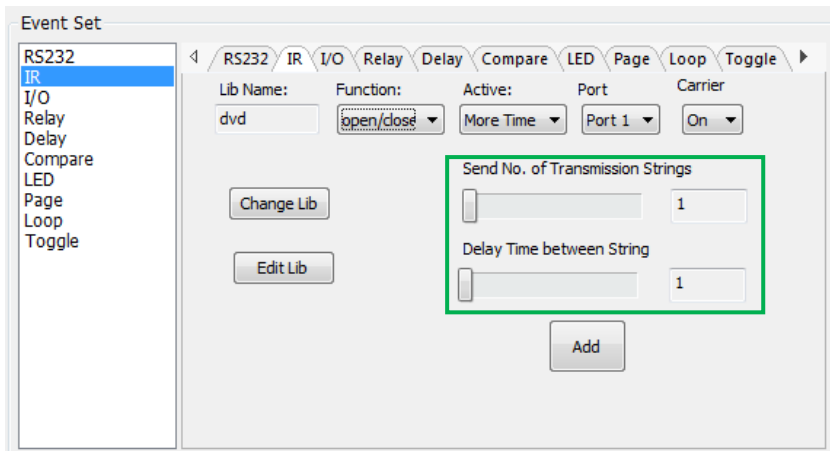 Event Set
RS232
IR
I/O
Relay
Delay
Compare
LED
Page
Loop
Toggle
RS232 IR I/O Relay Delay Compare LED Page Loop Toggle
Lib Name: Function: Active: Port Carrier
dvd open/close More Time Port 1 On
Send No. of Transmission Strings
Change Lib 1
Delay Time between String
Edit Lib 1
Add